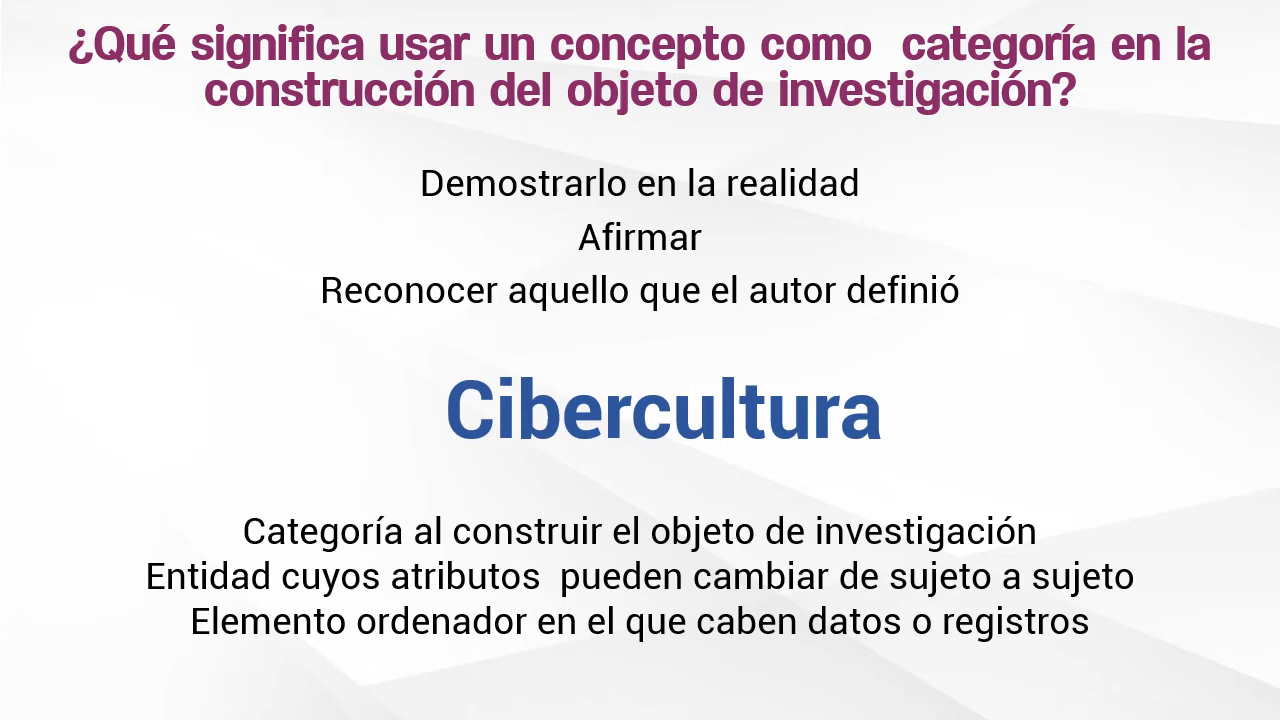 ¿Qué significa usar un concepto como  categoría en la
construcción del objeto de investigación?
Demostrarlo en la realidad
Afirmar
Reconocer aquello que el autor definió
Cibercultura
Categoría al construir el objeto de investigación
Entidad cuyos atributos  pueden cambiar de sujeto a sujeto
Elemento ordenador en el que caben datos o registros